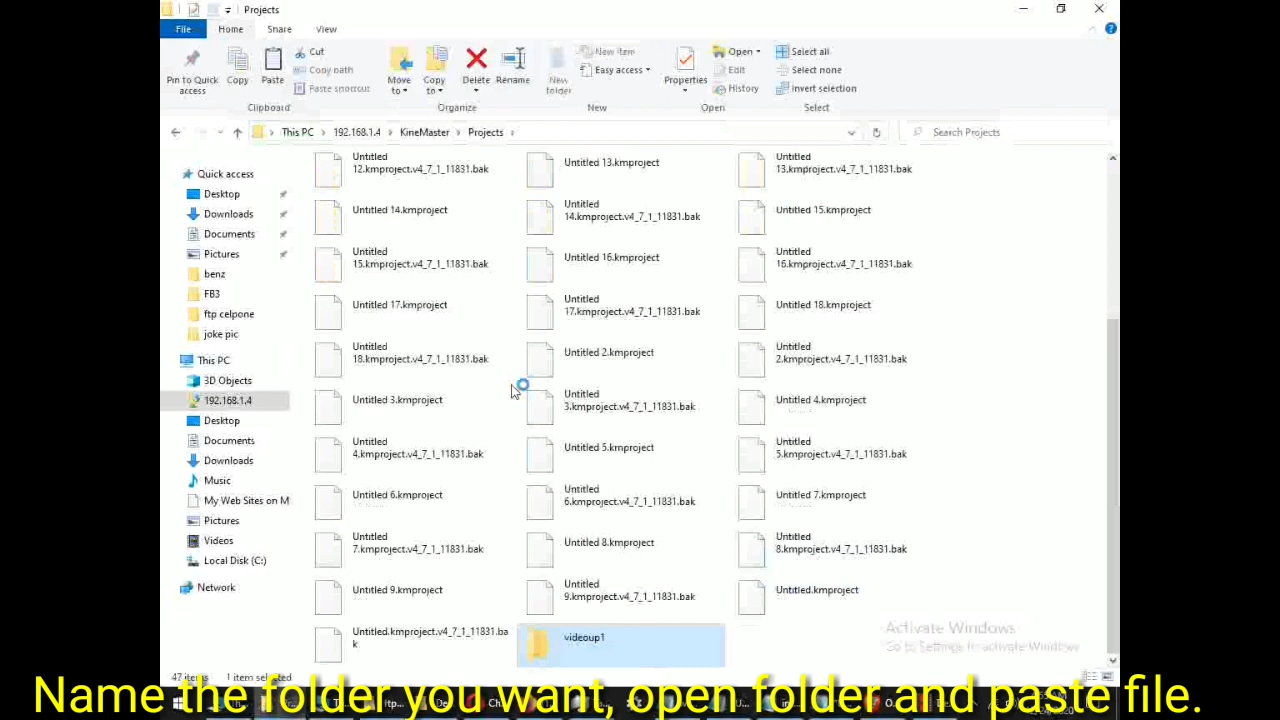 Projects
File Home Share View
Pin to Quick access
Copy
Paste
Cut
Copy path
Paste shortcut
Clipboard
Move to
Copy to
Delete
Rename
Organize
New folder
New item
Easy access
New
Properties
Open
Edit
History
Open
Select all
Select none
Invert selection
Select
This PC > 192.168.1.4 > KineMaster > Projects >
Search Projects
Quick access
Desktop
Downloads
Documents
Pictures
benz
FB3
ftp celpone
joke pic
This PC
3D Objects
192.168.1.4
Desktop
Documents
Downloads
Music
My Web Sites on M
Pictures
Videos
Local Disk (C:)
Network
Untitled
12.kmproject.v4_7_1_11831.bak
Untitled 13.kmproject
Untitled
13.kmproject.v4_7_1_11831.bak
Untitled 14.kmproject
Untitled
14.kmproject.v4_7_1_11831.bak
Untitled 15.kmproject
Untitled
15.kmproject.v4_7_1_11831.bak
Untitled 16.kmproject
Untitled
16.kmproject.v4_7_1_11831.bak
Untitled 17.kmproject
Untitled
17.kmproject.v4_7_1_11831.bak
Untitled 18.kmproject
Untitled
18.kmproject.v4_7_1_11831.bak
Untitled 2.kmproject
Untitled
2.kmproject.v4_7_1_11831.bak
Untitled 3.kmproject
Untitled
3.kmproject.v4_7_1_11831.bak
Untitled 4.kmproject
Untitled
4.kmproject.v4_7_1_11831.bak
Untitled 5.kmproject
Untitled
5.kmproject.v4_7_1_11831.bak
Untitled 6.kmproject
Untitled
6.kmproject.v4_7_1_11831.bak
Untitled 7.kmproject
Untitled
7.kmproject.v4_7_1_11831.bak
Untitled 8.kmproject
Untitled
8.kmproject.v4_7_1_11831.bak
Untitled 9.kmproject
Untitled
9.kmproject.v4_7_1_11831.bak
Untitled.kmproject
Untitled.kmproject.v4_7_1_11831.ba
k
videoup1
Activate Windows
Go to Settings to activate Windows.
47 items 1 item selected
Name the folder you want, open folder and paste file.